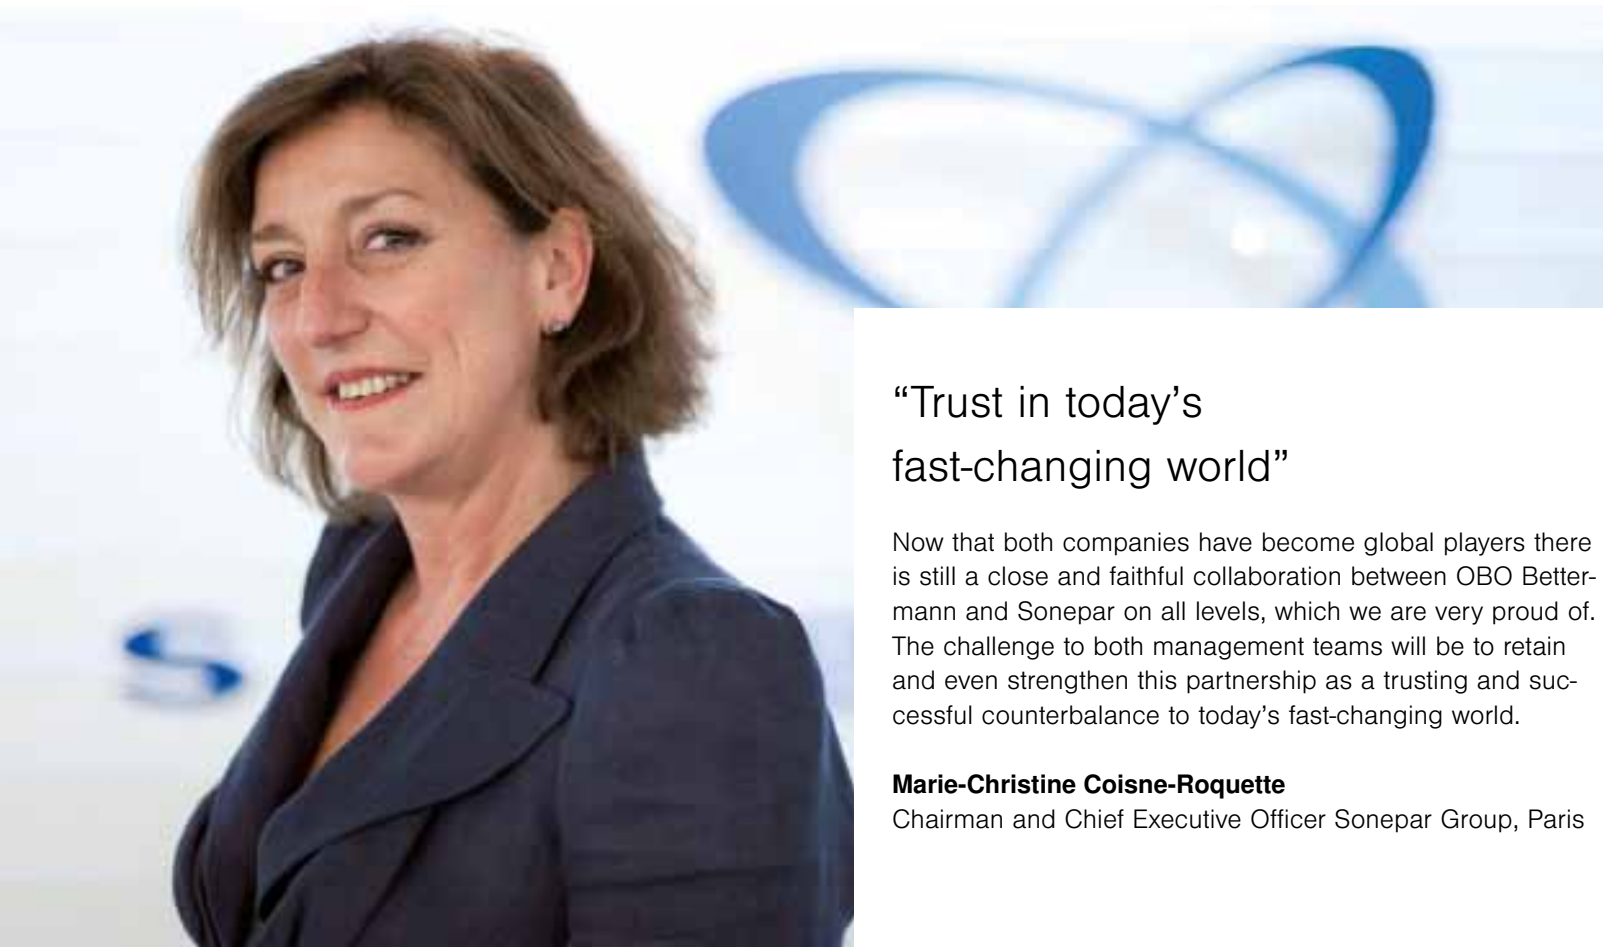 S
“Trust in today’s
fast-changing world”
Now that both companies have become global players there
is still a close and faithful collaboration between OBO Better-
mann and Sonepar on all levels, which we are very proud of.
The challenge to both management teams will be to retain
and even strengthen this partnership as a trusting and suc-
cessful counterbalance to today’s fast-changing world.
Marie-Christine Coisne-Roquette
Chairman and Chief Executive Officer Sonepar Group, Paris